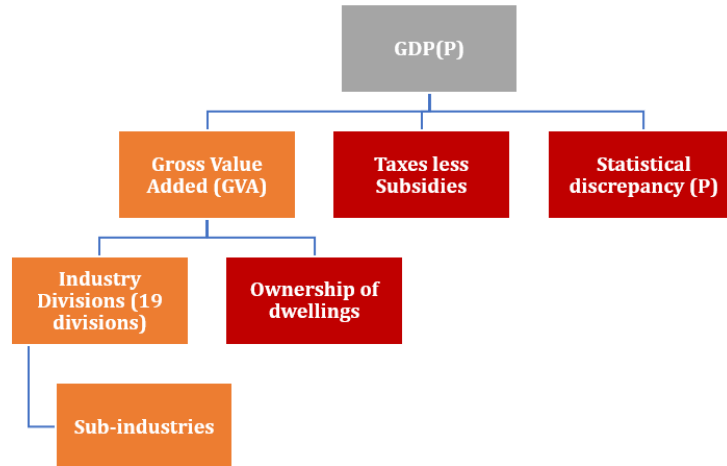 GDP(P)
Gross Value
Added (GVA)
Taxes less
Subsidies
Statistical
discrepancy (P)
Industry
Divisions (19
divisions)
Ownership of
dwellings
Sub-industries